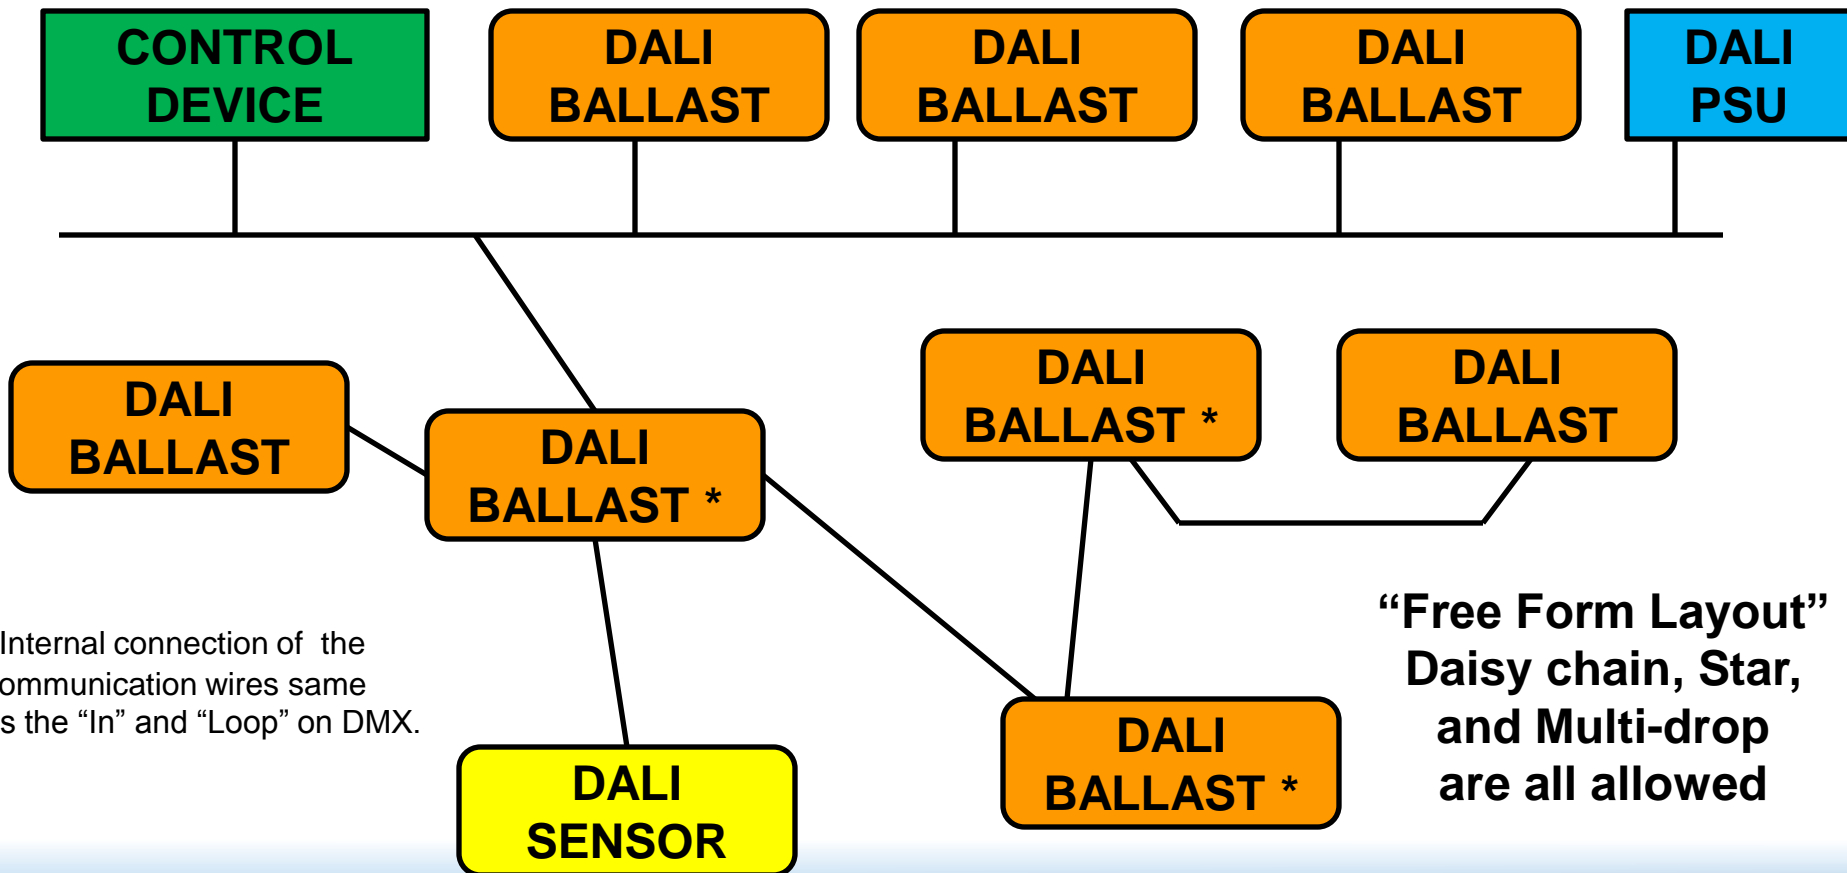 CONTROL
DEVICE
DALI
BALLAST
DALI
BALLAST
DALI
BALLAST
DALI
PSU
DALI
BALLAST
DALI
BALLAST *
DALI
BALLAST *
DALI
BALLAST
Internal connection of the
ommunication wires same
s the “In” and “Loop” on DMX.
DALI
SENSOR
DALI
BALLAST *
“Free Form Layout”
Daisy chain, Star,
and Multi-drop
are all allowed